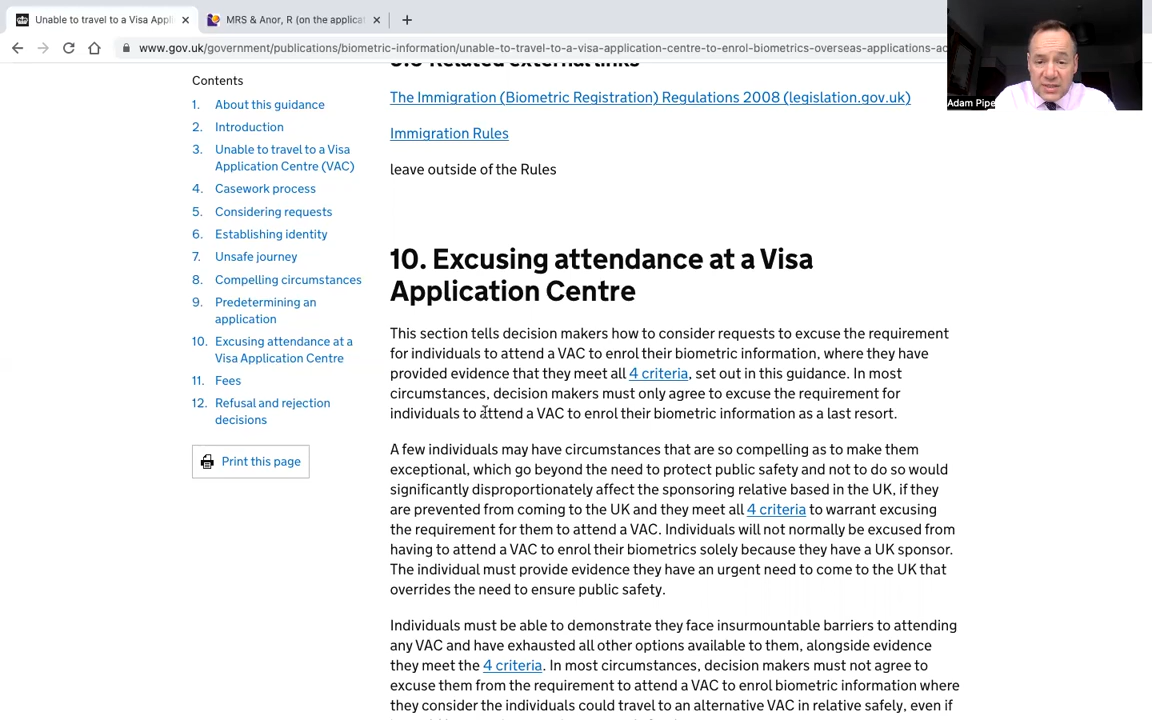 Unable to travel to a Visa Appli
MRS & Anor, R (on the applica
www.gov.uk/government/publications/biometric-information/unable-to-travel-to-a-visa-application-centre-to-enrol-biometrics-overseas-applications-ac
Adam Pipe
Contents
1. About this guidance
2. Introduction
3. Unable to travel to a Visa
Application Centre (VAC)
4. Casework process
5. Considering requests
6. Establishing identity
7. Unsafe journey
8. Compelling circumstances
9. Predetermining an
application
10. Excusing attendance at a
Visa Application Centre
11. Fees
12. Refusal and rejection
decisions
Print this page
Related external links
The Immigration (Biometric Registration) Regulations 2008 (legislation.gov.uk)
Immigration Rules
leave outside of the Rules
10. Excusing attendance at a Visa
Application Centre
This section tells decision makers how to consider requests to excuse the requirement
for individuals to attend a VAC to enrol their biometric information, where they have
provided evidence that they meet all 4 criteria, set out in this guidance. In most
circumstances, decision makers must only agree to excuse the requirement for
individuals to attend a VAC to enrol their biometric information as a last resort.
A few individuals may have circumstances that are so compelling as to make them
exceptional, which go beyond the need to protect public safety and not to do so would
significantly disproportionately affect the sponsoring relative based in the UK, if they
are prevented from coming to the UK and they meet all 4 criteria to warrant excusing
the requirement for them to attend a VAC. Individuals will not normally be excused from
having to attend a VAC to enrol their biometrics solely because they have a UK sponsor.
The individual must provide evidence they have an urgent need to come to the UK that
overrides the need to ensure public safety.
Individuals must be able to demonstrate they face insurmountable barriers to attending
any VAC and have exhausted all other options available to them, alongside evidence
they meet the 4 criteria. In most circumstances, decision makers must not agree to
excuse them from the requirement to attend a VAC to enrol biometric information where
they consider the individuals could travel to an alternative VAC in relative safely, even if